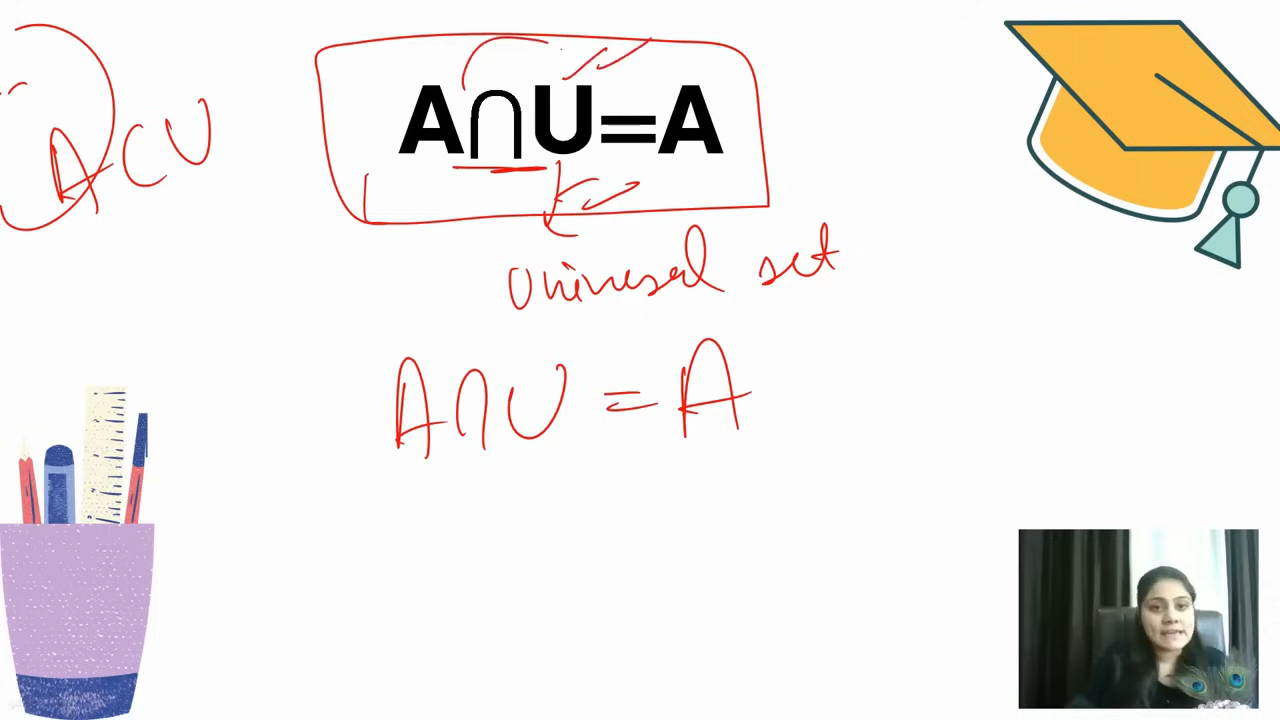 A∩U=A
A⊂U
Universal set
A∩U = A